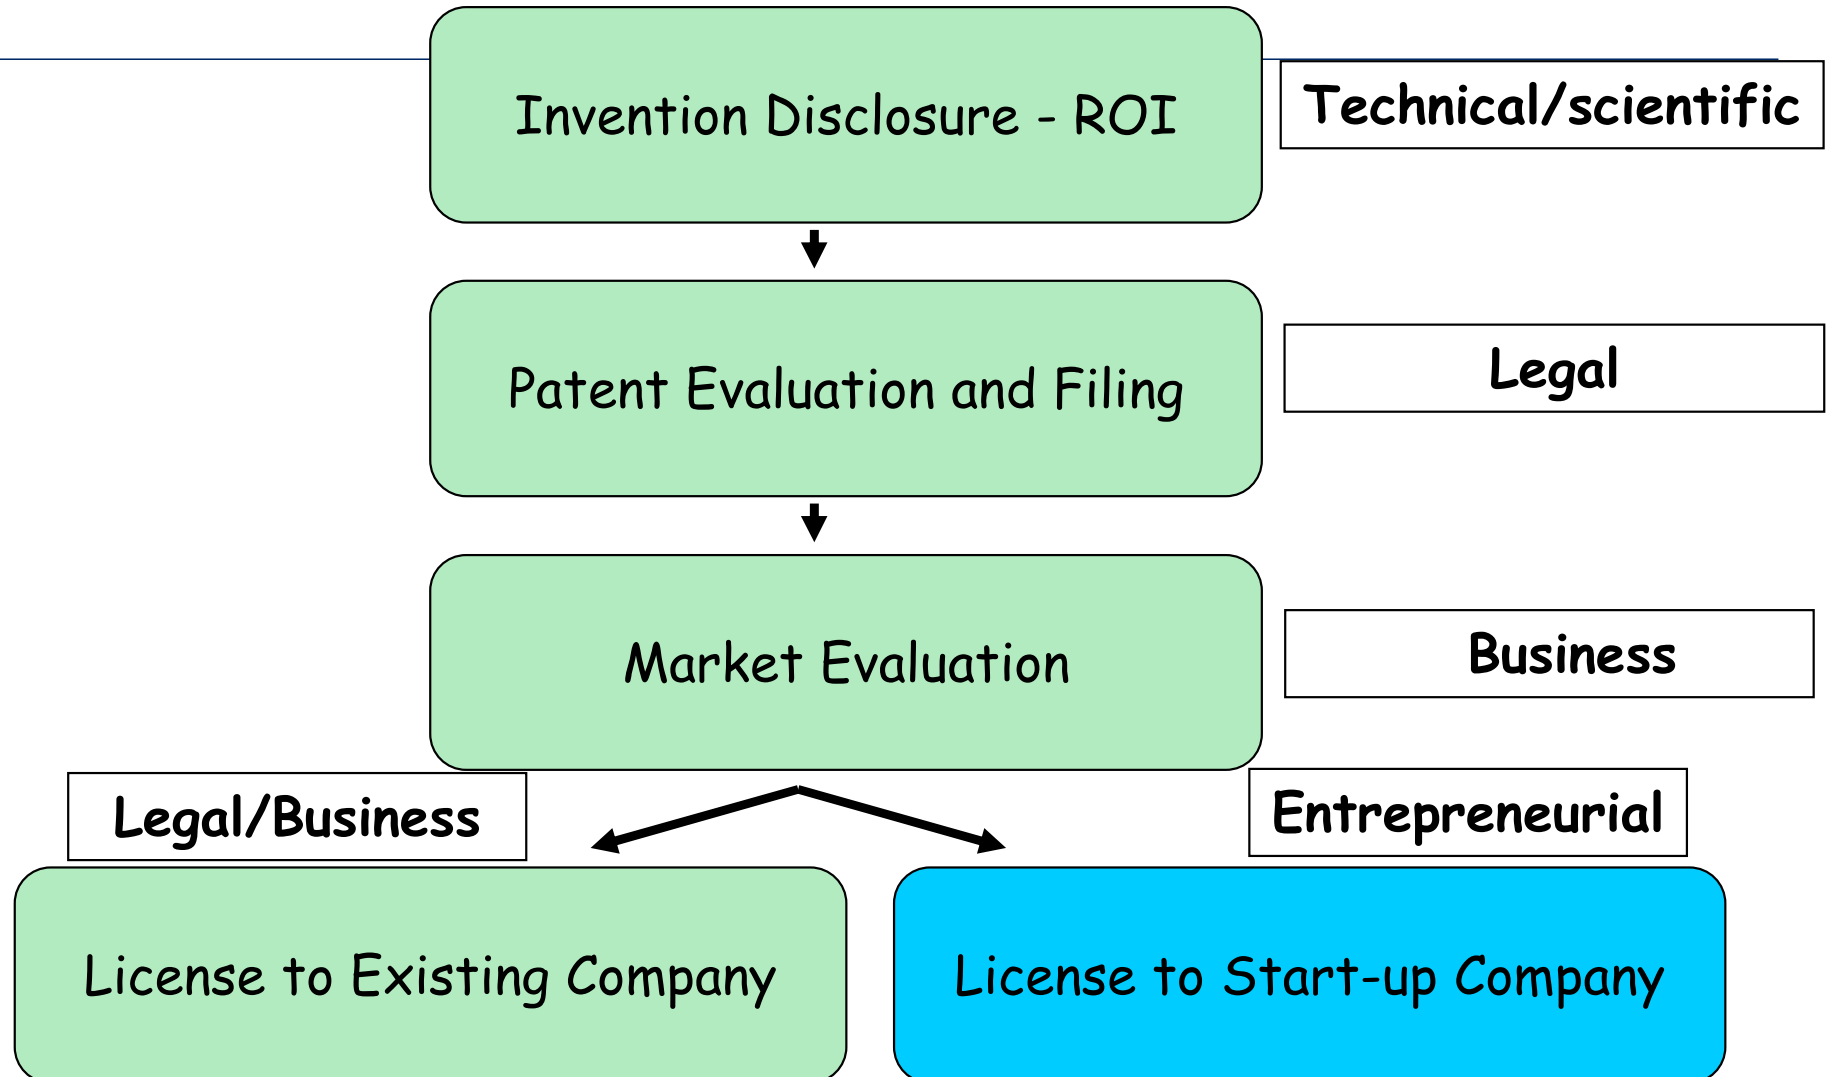 Invention Disclosure - ROI
Technical/scientific
Patent Evaluation and Filing
Legal
Market Evaluation
Business
Legal/Business
Entrepreneurial
License to Existing Company
License to Start-up Company